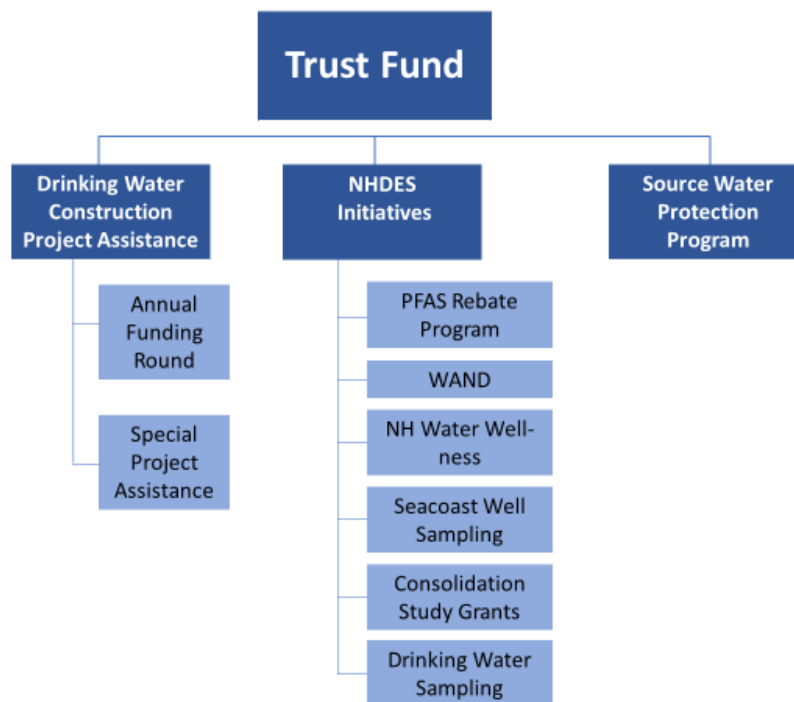 Trust Fund
Drinking Water
Construction
Project Assistance
NHDES
Initiatives
Source Water
Protection
Program
Annual
Funding
Round
Special
Project
Assistance
PFAS Rebate
Program
WAND
NH Water Well-
ness
Seacoast Well
Sampling
Consolidation
Study Grants
Drinking Water
Sampling